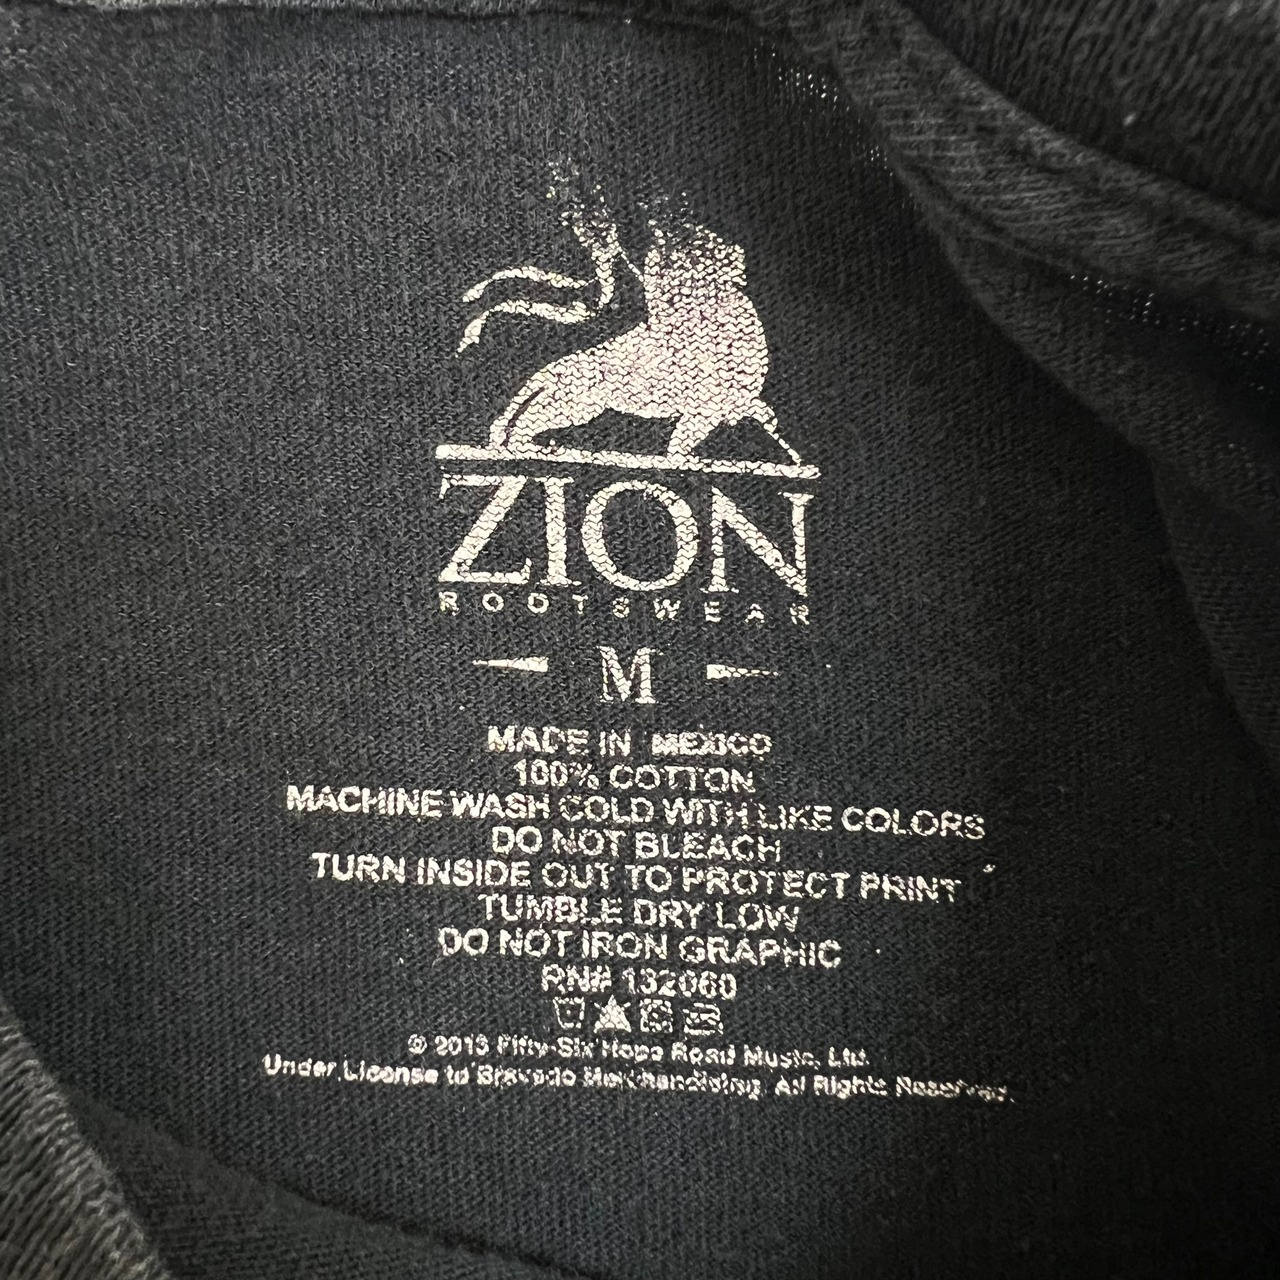 ZION
ROOTSWEAR
M
MADE IN MEXICO
100% COTTON
MACHINE WASH COLD WITH LIKE COLORS
DO NOT BLEACH
TURN INSIDE OUT TO PROTECT PRINT
TUMBLE DRY LOW
DO NOT IRON GRAPHIC
RN# 132060
© 2013 Fifty-Six Hope Road Music, Ltd.
Under License to Bravado Merchandising. All Rights Reserved.